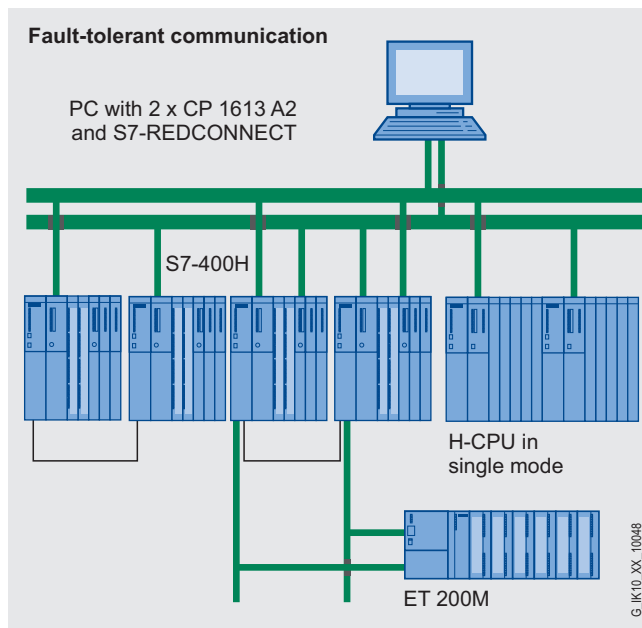 Fault-tolerant communication
PC with 2 x CP 1613 A2
and S7-REDCONNECT
S7-400H
H-CPU in
single mode
ET 200M
G_IK10_XX_10048